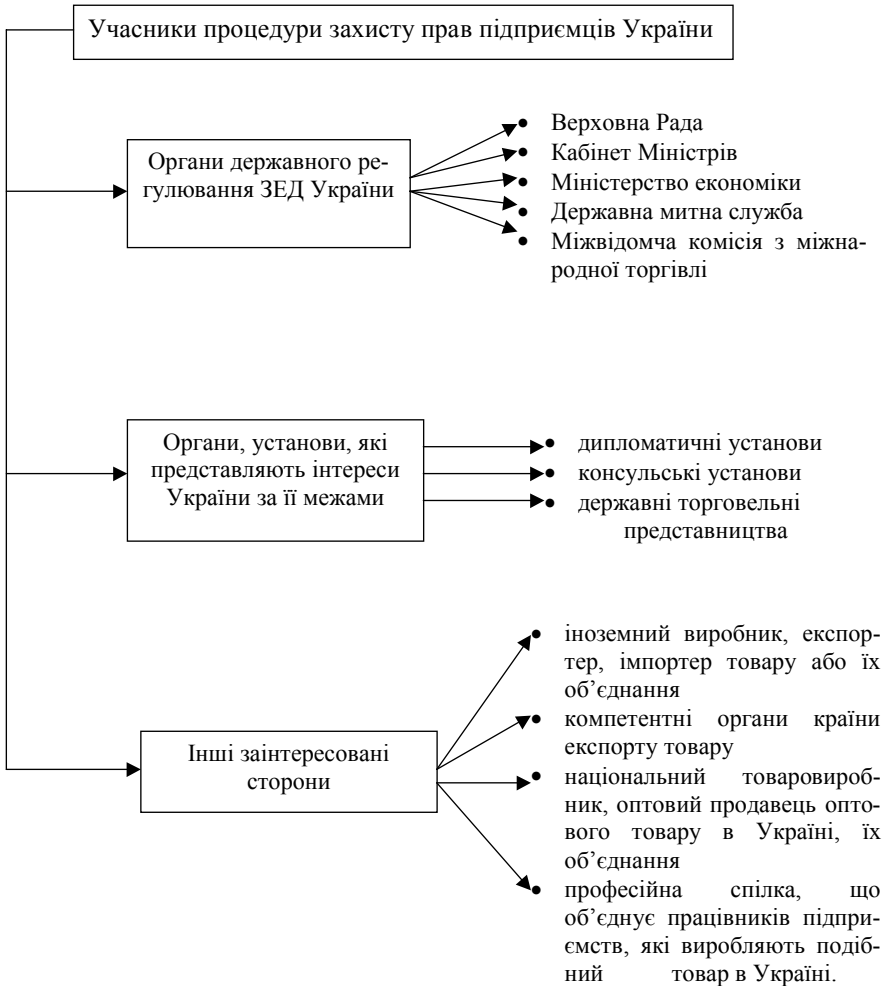 Учасники процедури захисту прав підприємців України
Органи державного ре-
гулювання ЗЕД України
• Верховна Рада
• Кабінет Міністрів
• Міністерство економіки
• Державна митна служба
• Міжвідомча комісія з міжна-
родної торгівлі
Органи, установи, які
представляють інтереси
України за її межами
• дипломатичні установи
• консульські установи
• державні торговельні
представництва
Інші заінтересовані
сторони
• іноземний виробник, експор-
тер, імпортер товару або їх
об’єднання
• компетентні органи країни
експорту товару
• національний товаровироб-
ник, оптовий продавець опто-
вого товару в Україні, їх
об’єднання
• професійна спілка, що
об’єднує працівників підпри-
ємств, які виробляють подіб-
ний товар в Україні.